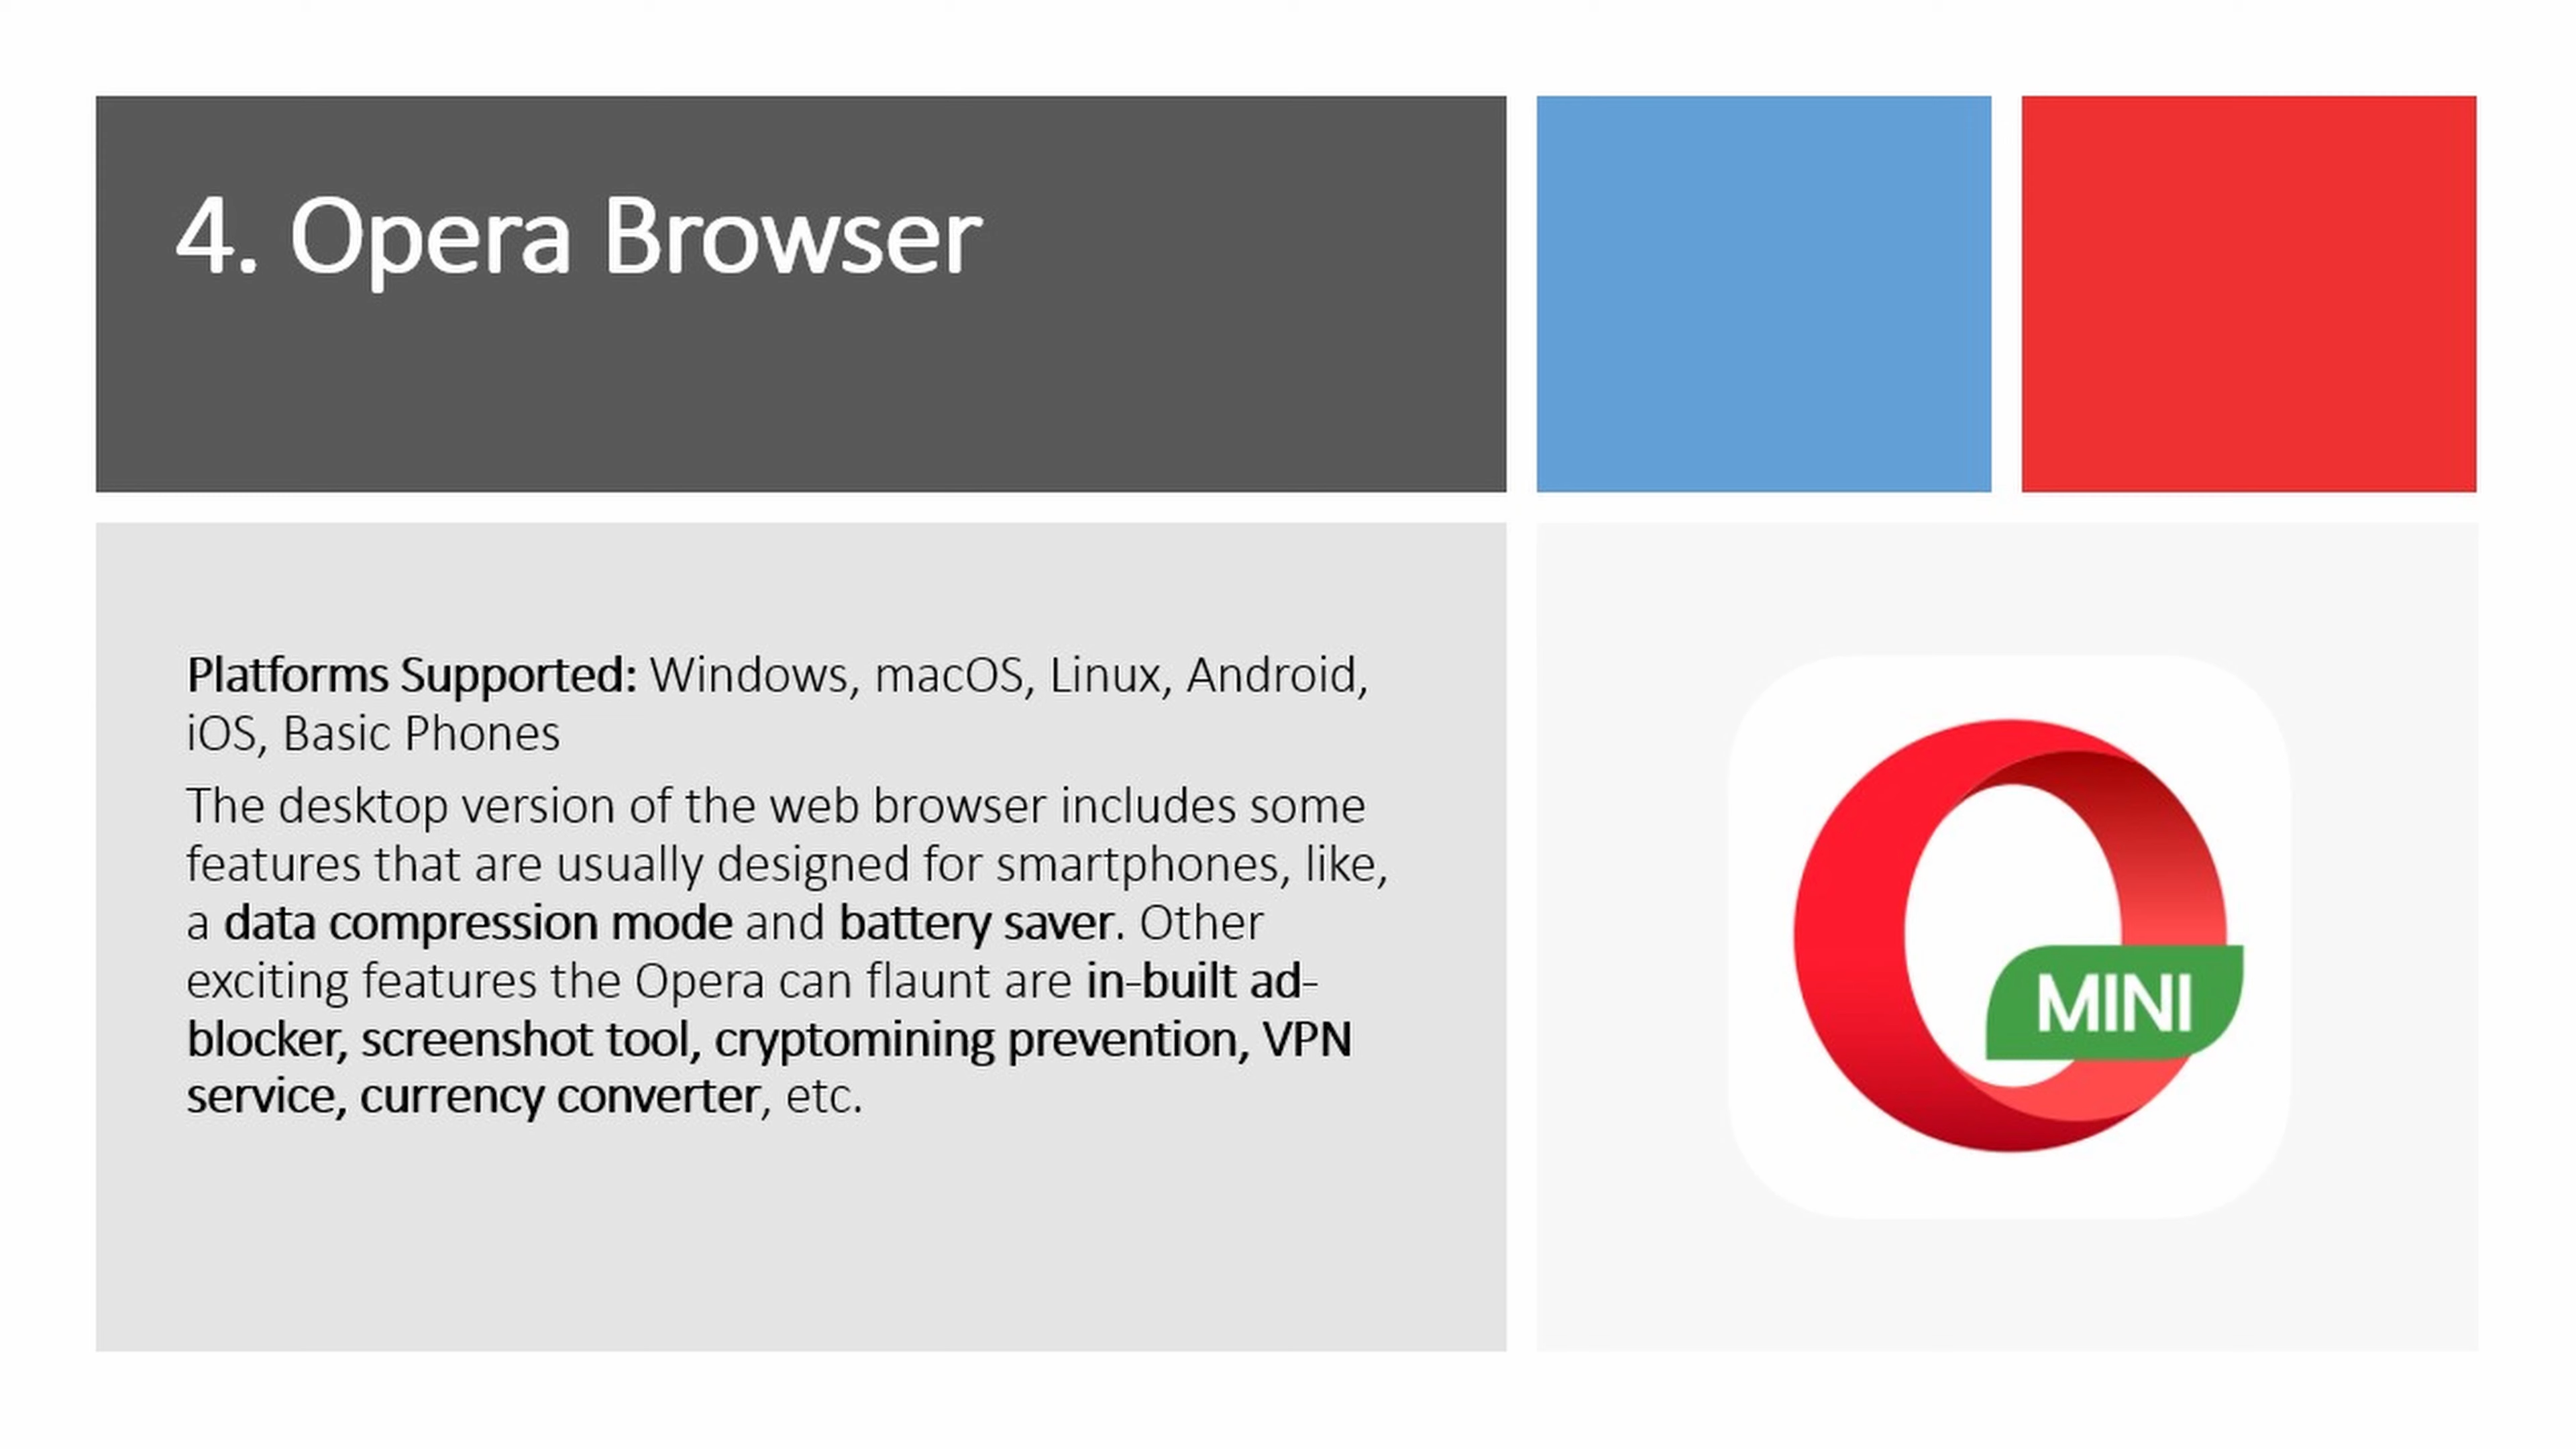 4. Opera Browser
Platforms Supported: Windows, macOS, Linux, Android,
iOS, Basic Phones
The desktop version of the web browser includes some
features that are usually designed for smartphones, like,
a data compression mode and battery saver. Other
exciting features the Opera can flaunt are in-built ad-
blocker, screenshot tool, cryptomining prevention, VPN
service, currency converter, etc.
MINI